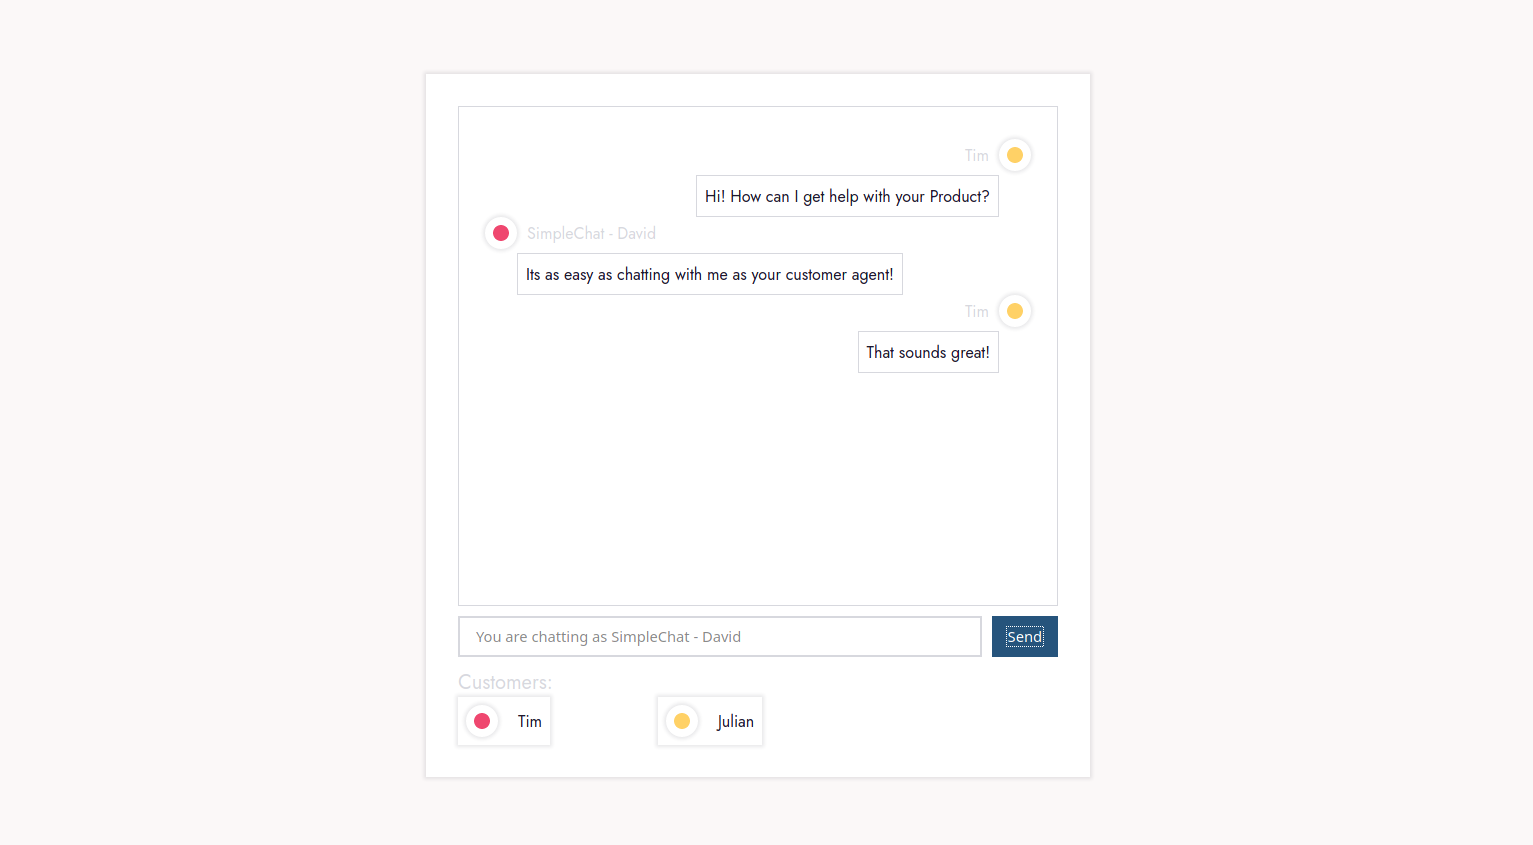 Tim
Hi! How can I get help with your Product?
SimpleChat - David
Its as easy as chatting with me as your customer agent!
Tim
That sounds great!
You are chatting as SimpleChat - David
Send
Customers:
Tim
Julian